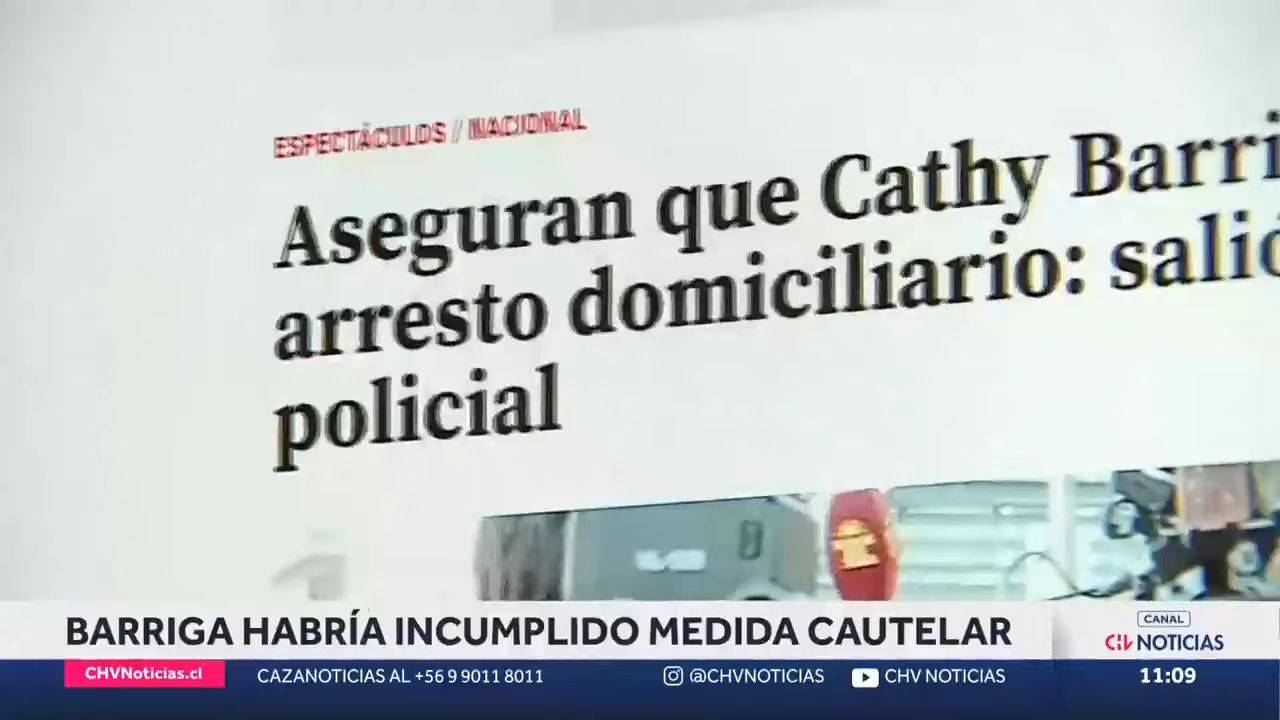 ESPECTÁCULOS / NACIONAL
Aseguran que Cathy Barri
arresto domiciliario: salió
policial
BARRIGA HABRÍA INCUMPLIDO MEDIDA CAUTELAR
CANAL
CHV NOTICIAS
CHVNoticias.cl
CAZANOTICIAS AL +56 9 9011 8011
@CHVNOTICIAS
CHV NOTICIAS
11:09